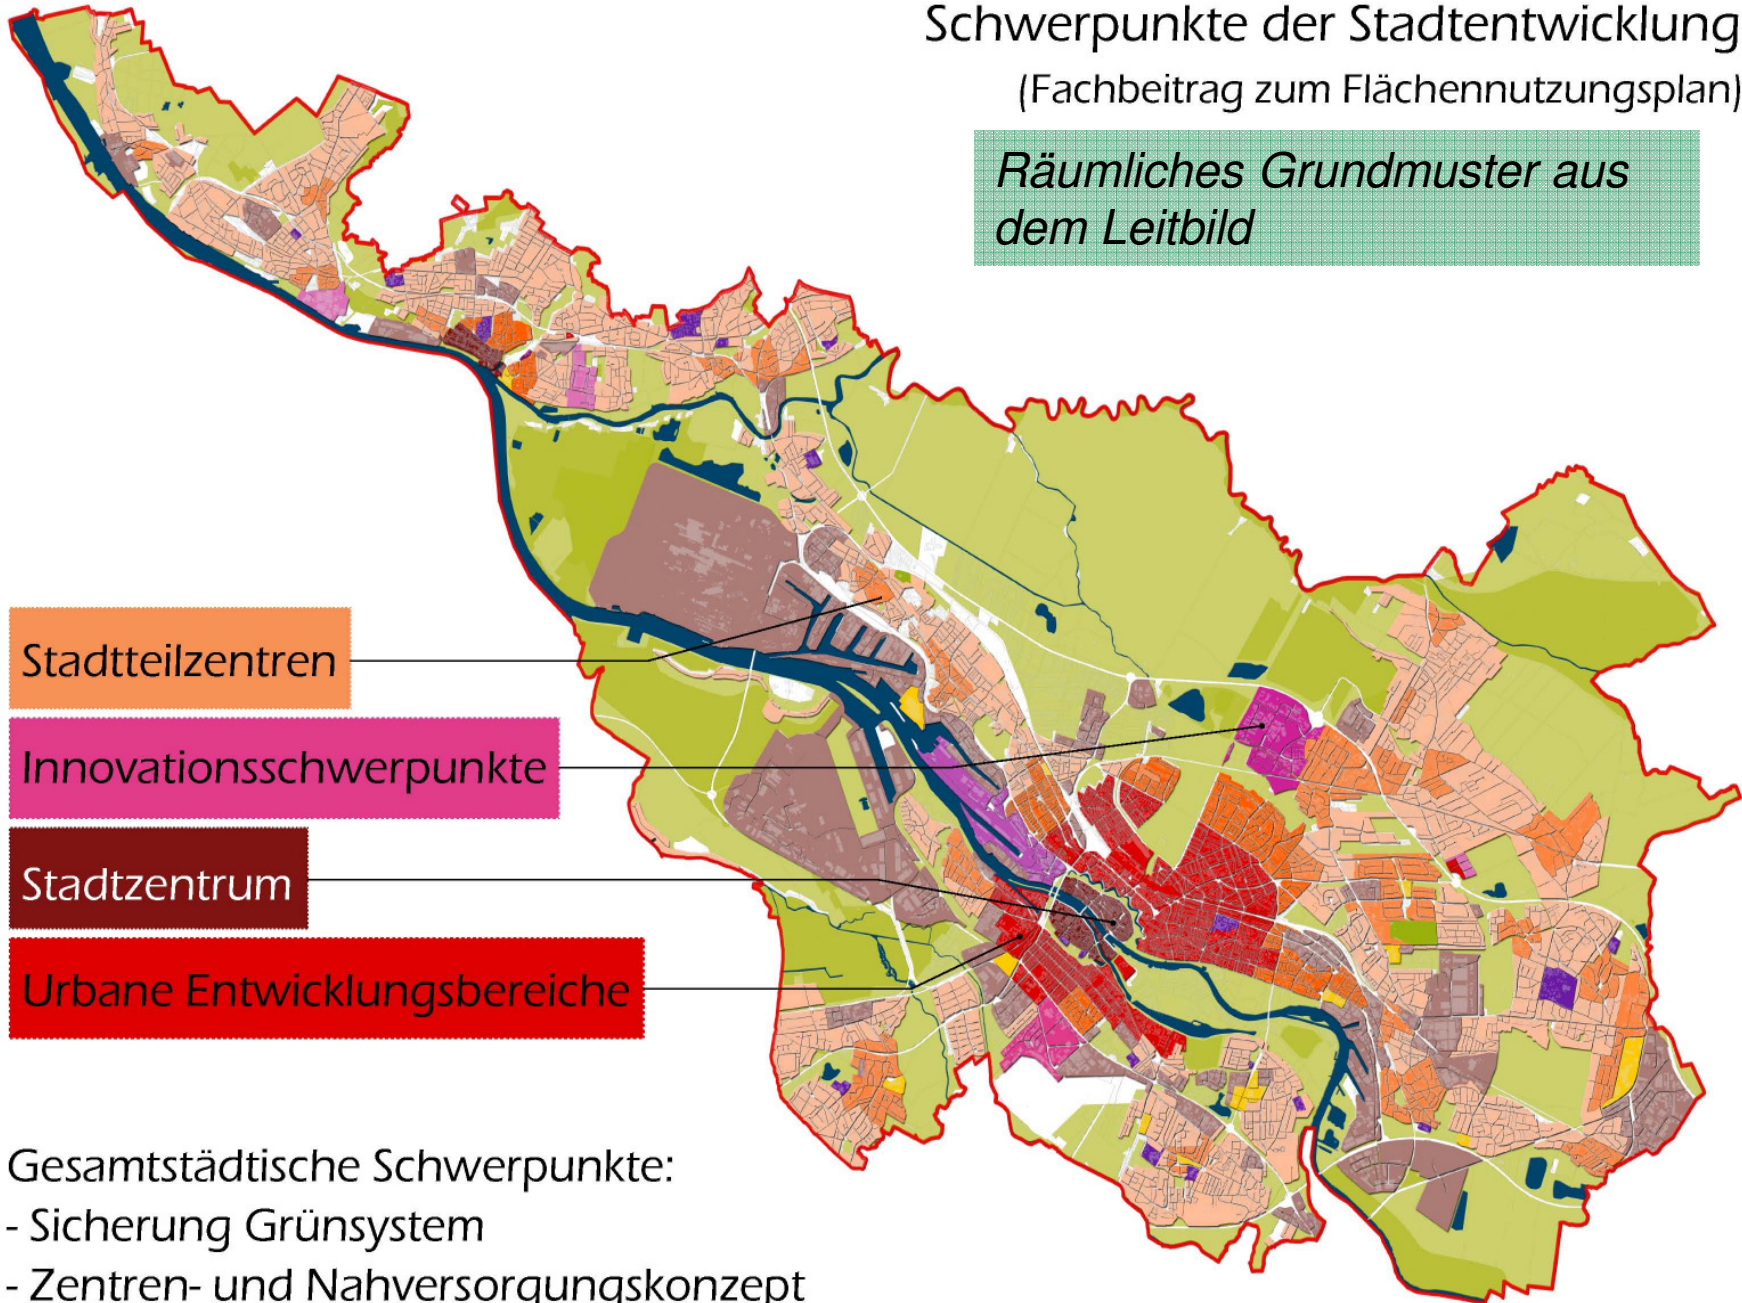 Schwerpunkte der Stadtentwicklung
(Fachbeitrag zum Flächennutzungsplan)
Räumliches Grundmuster aus
dem Leitbild
Stadtteilzentren
Innovationsschwerpunkte
Stadtzentrum
Urbane Entwicklungsbereiche
Gesamtstädtische Schwerpunkte:
- Sicherung Grünsystem
- Zentren- und Nahversorgungskonzept